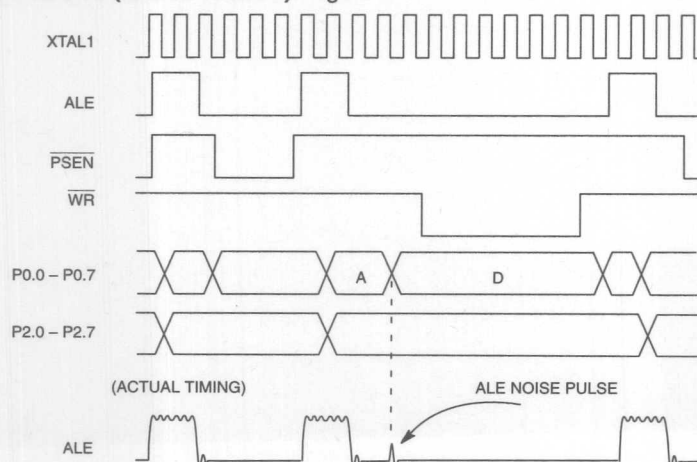 XTAL1
ALE
PSEN
WR
P0.0 – P0.7
A
D
P2.0 – P2.7
(ACTUAL TIMING)
ALE NOISE PULSE
ALE